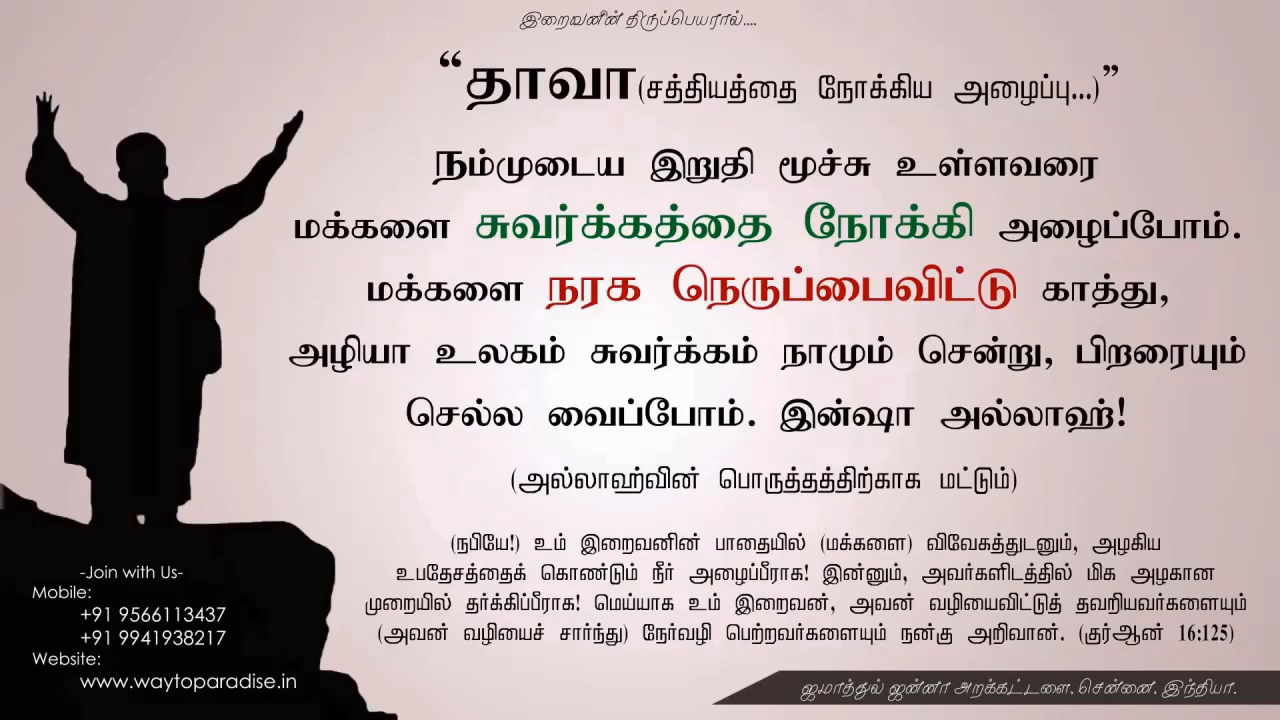 இறைவனின் திருப்பெயரால்....
“தாவா(சத்தியத்தை நோக்கிய அழைப்பு...)”
நம்முடைய இறுதி மூச்சு உள்ளவரை
மக்களை சுவர்க்கத்தை நோக்கி அழைப்போம்.
மக்களை நரக நெருப்பைவிட்டு காத்து,
அழியா உலகம் சுவர்க்கம் நாமும் சென்று, பிறரையும்
செல்ல வைப்போம். இன்ஷா அல்லாஹ்!
(அல்லாஹ்வின் பொருத்தத்திற்காக மட்டும்)
(நபியே!) உம் இறைவனின் பாதையில் (மக்களை) விவேகத்துடனும், அழகிய
உபதேசத்தைக் கொண்டும் நீர் அழைப்பீராக! இன்னும், அவர்களிடத்தில் மிக அழகான
முறையில் தர்க்கிப்பீராக! மெய்யாக உம் இறைவன், அவன் வழியைவிட்டுத் தவறியவர்களையும்
(அவன் வழியைச் சார்ந்து) நேர்வழி பெற்றவர்களையும் நன்கு அறிவான். (குர்ஆன் 16:125)
-Join with Us-
Mobile:
+91 9566113437
+91 9941938217
Website:
www.waytoparadise.in
ஜமாத்துல் ஜன்னா அறக்கட்டளை, சென்னை, இந்தியா.